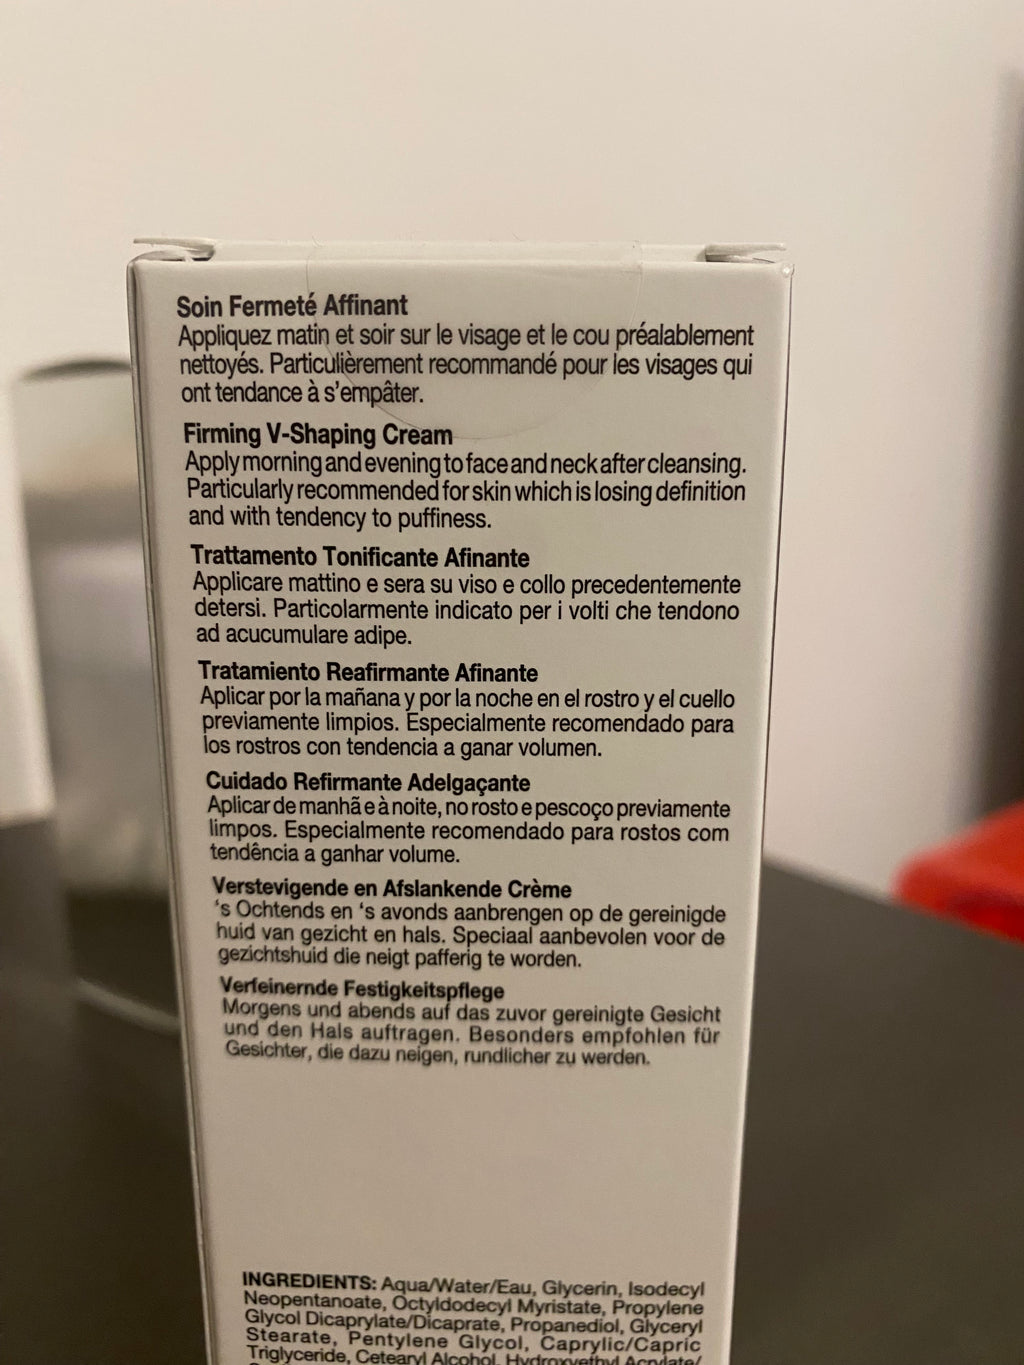 Soin Fermeté Affinant
Appliquez matin et soir sur le visage et le cou préalablement
nettoyés. Particulièrement recommandé pour les visages qui
ont tendance à s'empâter.
Firming V-Shaping Cream
Apply morning and evening to face and neck after cleansing.
Particularly recommended for skin which is losing definition
and with tendency to puffiness.
Trattamento Tonificante Afinante
Applicare mattino e sera su viso e collo precedentemente
detersi. Particolarmente indicato per i volti che tendono
ad acucumulare adipe.
Tratamiento Reafirmante Afinante
Aplicar por la mañana y por la noche en el rostro y el cuello
previamente limpios. Especialmente recomendado para
los rostros con tendencia a ganar volumen.
Cuidado Refirmante Adelgaçante
Aplicar de manhã e à noite, no rosto e pescoço previamente
limpos. Especialmente recomendado para rostos com
tendência a ganhar volume.
Verstevigende en Afslankende Crème
's Ochtends en 's avonds aanbrengen op de gereinigde
huid van gezicht en hals. Speciaal aanbevolen voor de
gezichtshuid die neigt pafferig te worden.
Verfeinernde Festigkeitspflege
Morgens und abends auf das zuvor gereinigte Gesicht
und den Hals auftragen. Besonders empfohlen für
Gesichter, die dazu neigen, rundlicher zu werden.
INGREDIENTS: Aqua/Water/Eau, Glycerin, Isodecyl
Neopentanoate, Octyldodecyl Myristate, Propylene
Glycol Dicaprylate/Dicaprate, Propanediol, Glyceryl
Stearate, Pentylene Glycol, Caprylic/Capric
Triglyceride, Cetearyl Alcohol, Hydroxyethyl Acrylate/